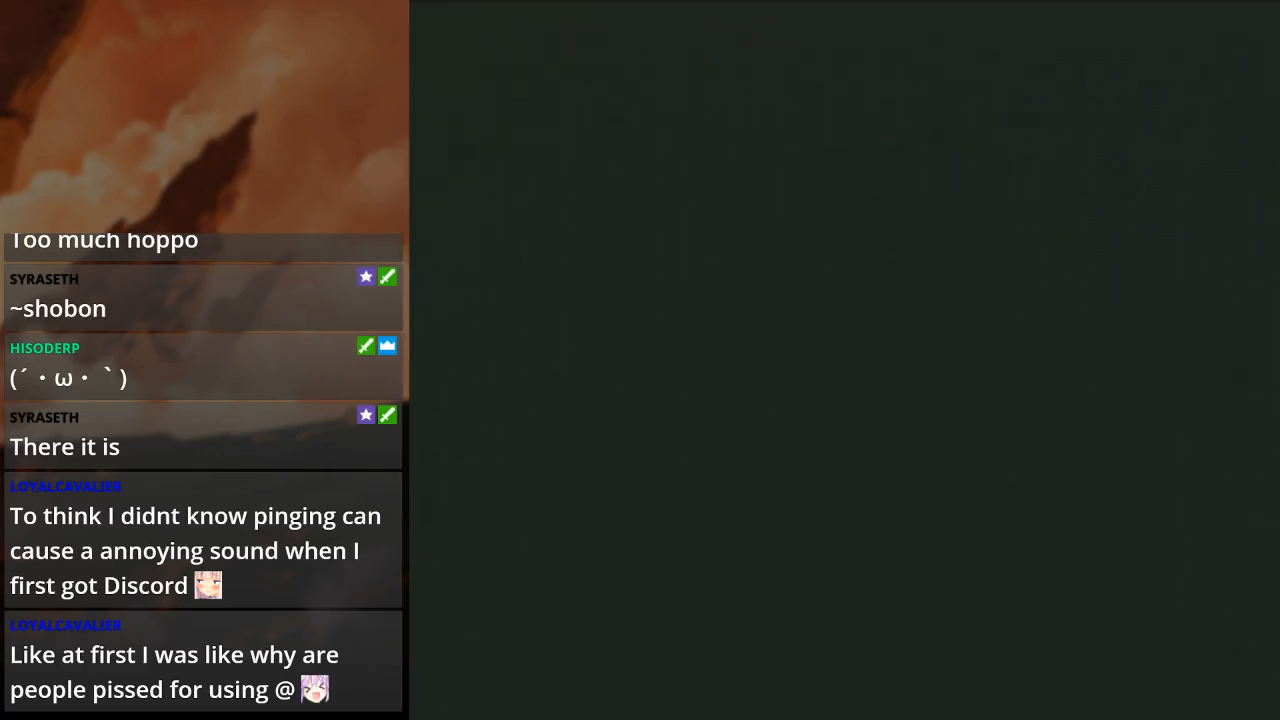 Too much hoppo
SYRASETH
~shobon
HISODERP
(´・ω・`)
SYRASETH
There it is
LOYALCAVALIER
To think I didnt know pinging can
cause a annoying sound when I
first got Discord
LOYALCAVALIER
Like at first I was like why are
people pissed for using @